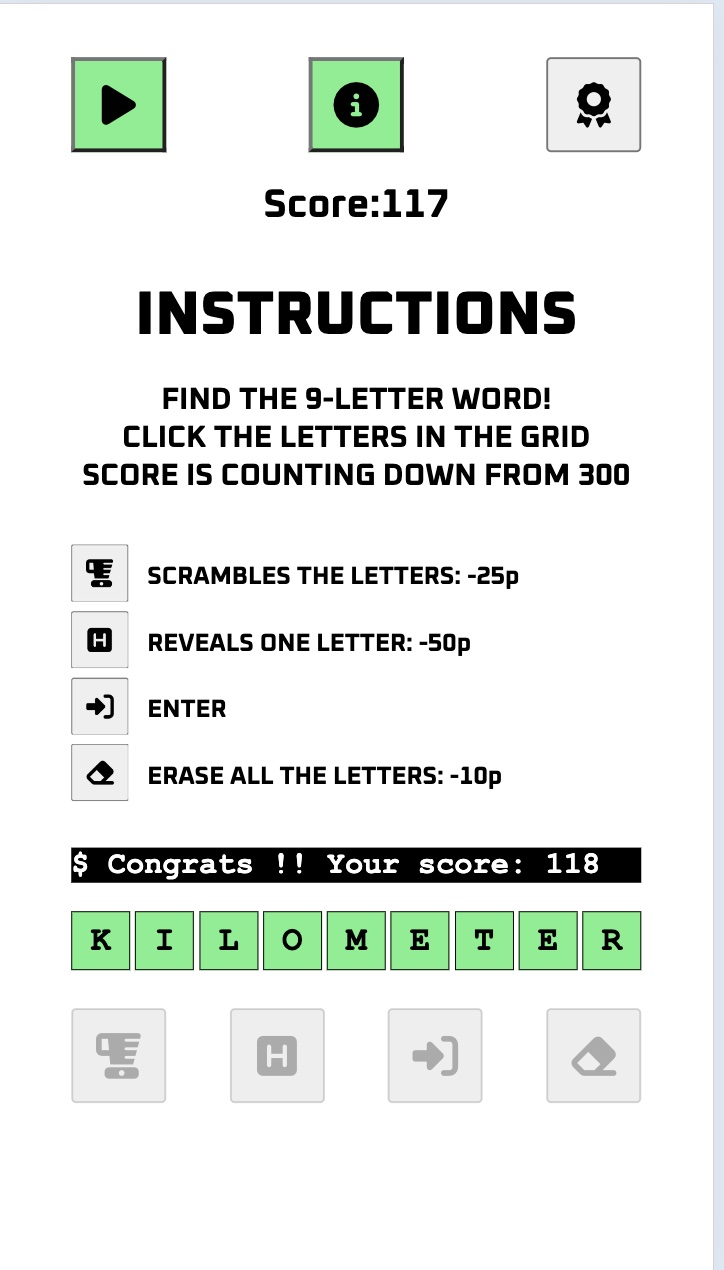 Score:117
INSTRUCTIONS
FIND THE 9-LETTER WORD!
CLICK THE LETTERS IN THE GRID
SCORE IS COUNTING DOWN FROM 300
SCRAMBLES THE LETTERS: -25p
H REVEALS ONE LETTER: -50p
ENTER
ERASE ALL THE LETTERS: -10p
$ Congrats !! Your score: 118
K I L O M E T E R
H